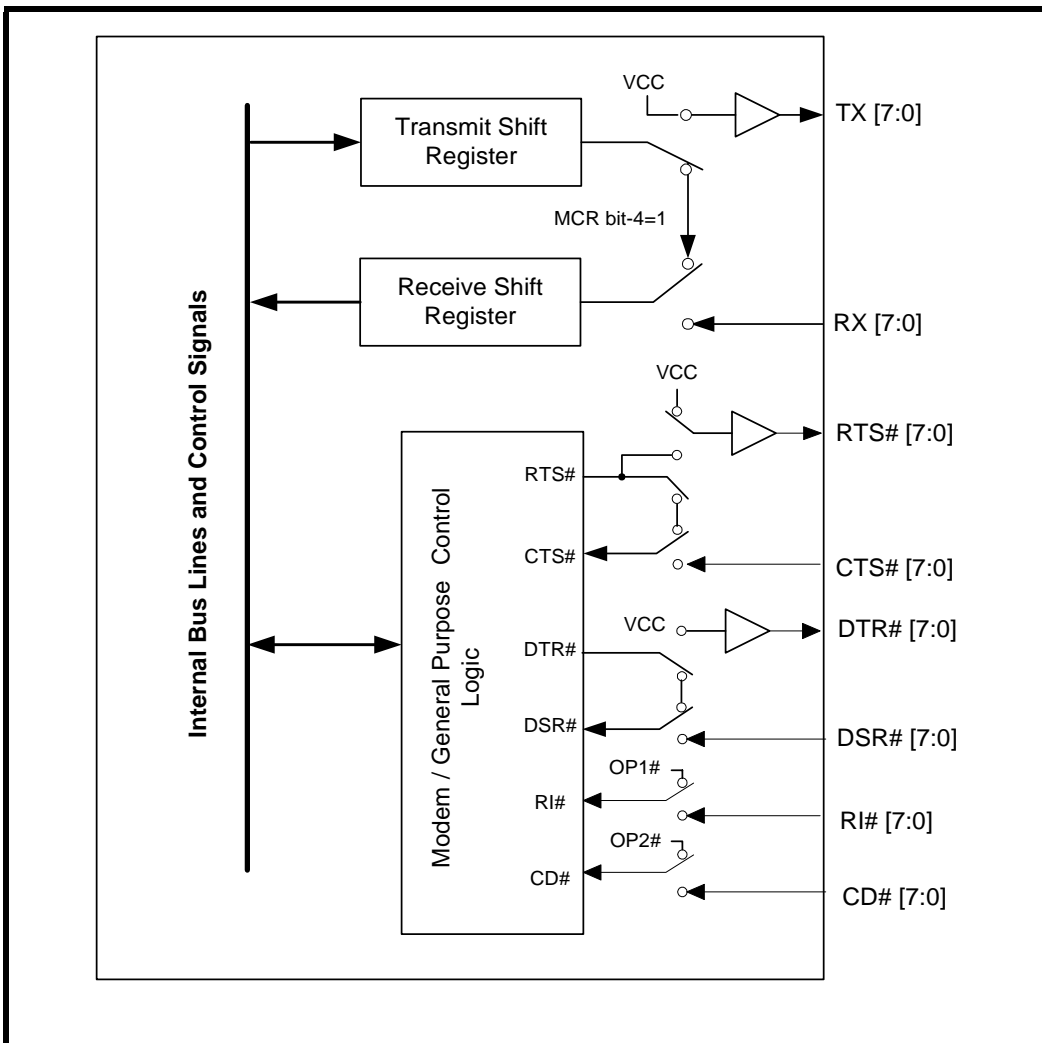 VCC
TX [7:0]
Transmit Shift
Register
MCR bit-4=1
Receive Shift
Register
RX [7:0]
Internal Bus Lines and Control Signals
VCC
RTS# [7:0]
RTS#
CTS#
CTS# [7:0]
Modem / General Purpose Control
Logic
VCC
DTR# [7:0]
DTR#
DSR#
DSR# [7:0]
OP1#
RI#
RI# [7:0]
OP2#
CD#
CD# [7:0]